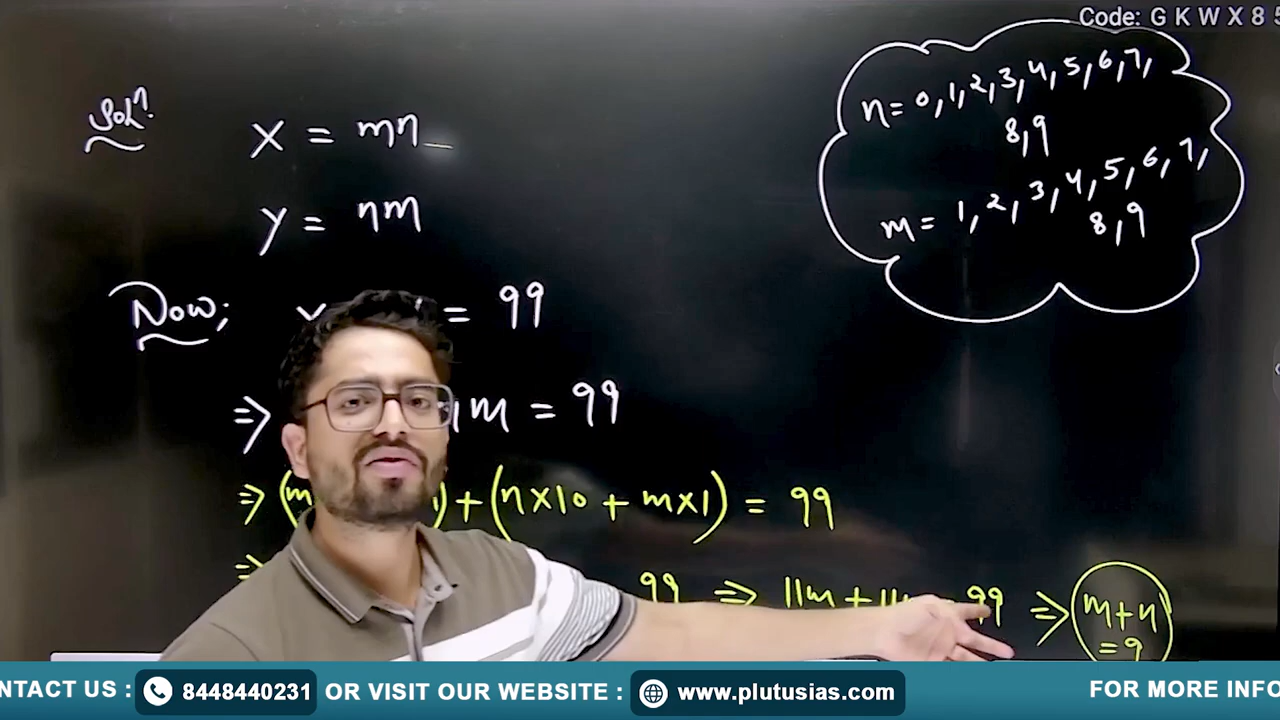 Code: G K W X 8 5
Solⁿ.
n = 0, 1, 2, 3, 4, 5, 6, 7,
8, 9
m = 1, 2, 3, 4, 5, 6, 7,
8, 9
X = mn_
Y = nm
Now; = 99
⇒ m = 99
⇒ (m ) + (n×10 + m×1) = 99
⇒ 99 ⇒ 11m + 11 99 ⇒ m+n
= 9
NTACT US : 8448440231 OR VISIT OUR WEBSITE : www.plutusias.com FOR MORE INFO